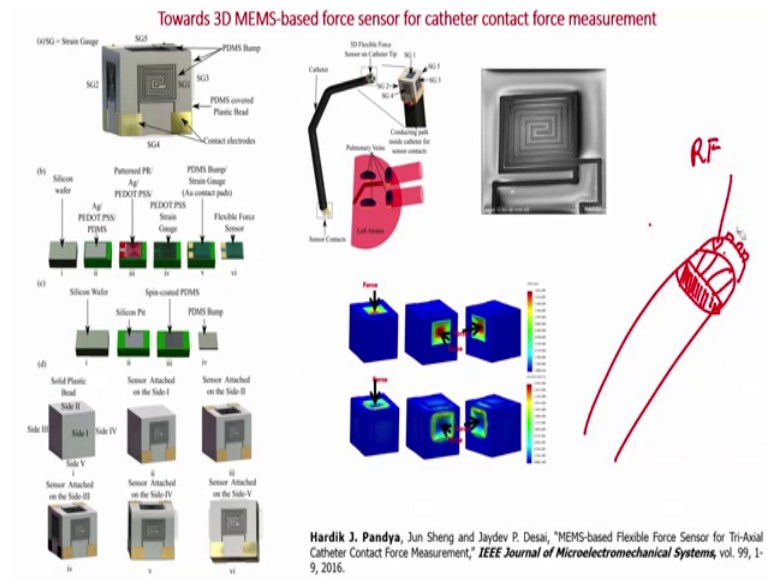 Towards 3D MEMS-based force sensor for catheter contact force measurement
(a)SG = Strain Gauge
SG5
PDMS Bump
SG2
SG1
SG3
PDMS covered
Plastic Bead
Contact electrodes
SG4
(b)
Silicon
wafer
Ag/
PEDOT:PSS/
PDMS
Patterned PR/
Ag/
PEDOT:PSS/
PEDOT:PSS
Strain
Gauge
PDMS Bump/
Strain Gauge
(Au contact pads)
Flexible Force
Sensor
i
ii
iii
iv
v
vi
(c)
Silicon Wafer
Silicon Pit
Spin-coated PDMS
PDMS Bump
i
ii
iii
iv
(d)
Solid Plastic
Bead
Side II
Side III
Side I
Side IV
Side V
i
Sensor Attached
on the Side-I
ii
Sensor Attached
on the Side-II
iii
Sensor Attached
on the Side-III
iv
Sensor Attached
on the Side-IV
v
Sensor Attached
on the Side-V
vi
3D Flexible Force
Sensor on Catheter Tip
SG 1
SG 5
SG 3
SG 2
SG 4
Catheter
Conducting path
inside catheter for
sensor contacts
Pulmonary Veins
Left Atrium
Sensor Contacts
Force
Force
RF
Hardik J. Pandya, Jun Sheng and Jaydev P. Desai, "MEMS-based Flexible Force Sensor for Tri-Axial
Catheter Contact Force Measurement," IEEE Journal of Microelectromechanical Systems, vol. 99, 1-
9, 2016.